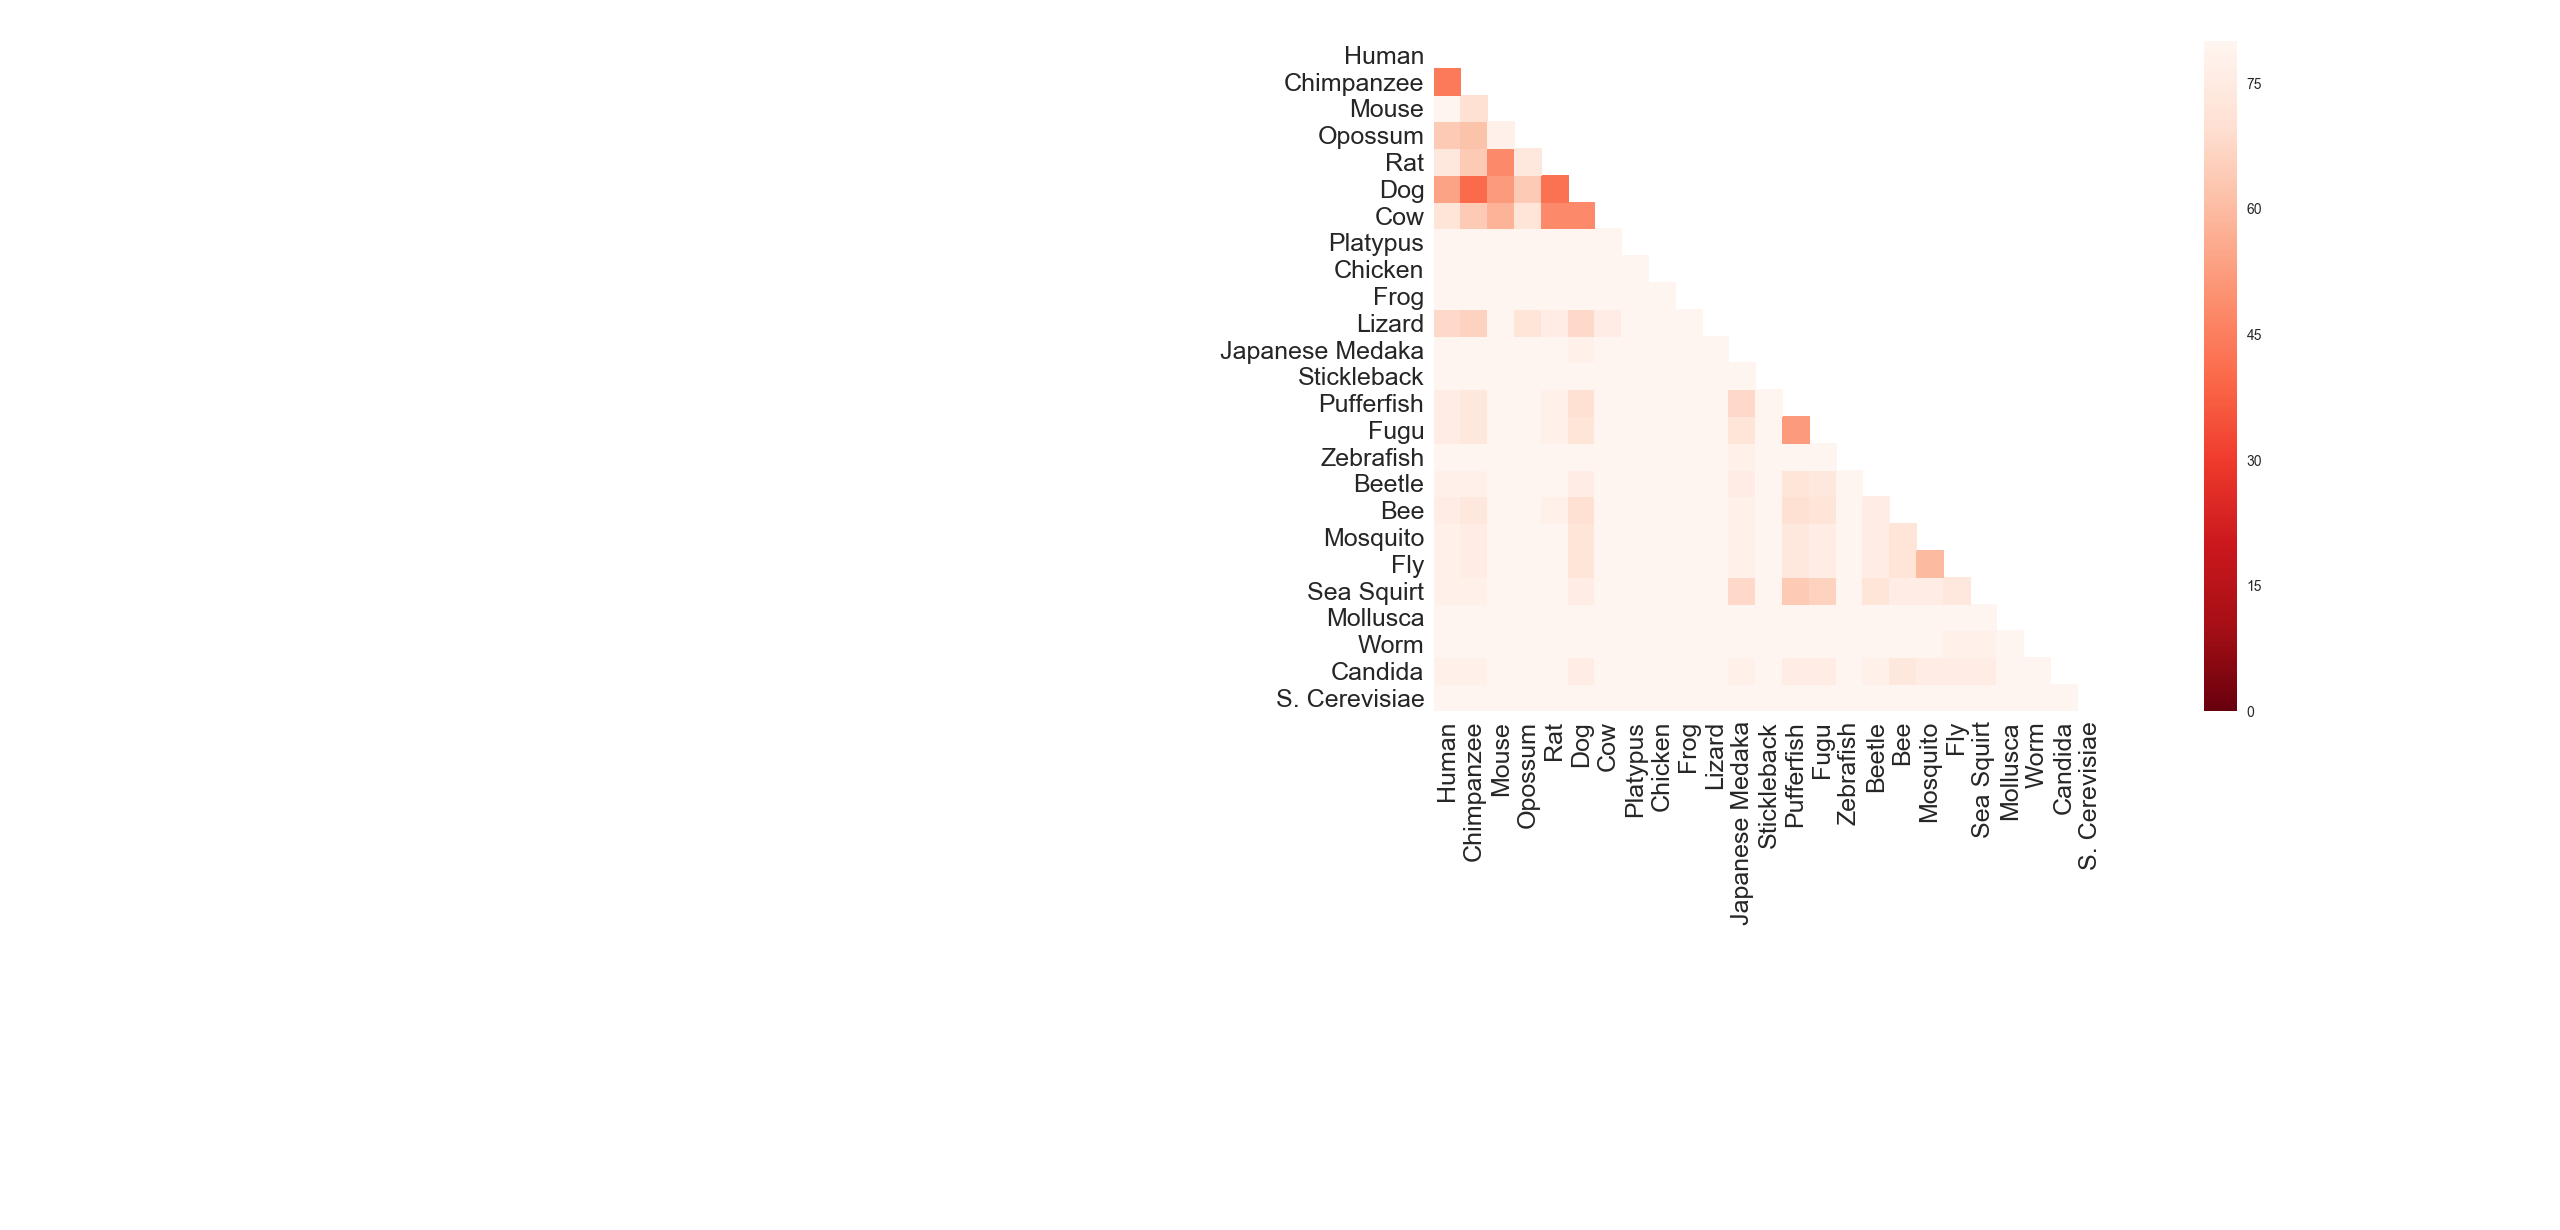 Human
Chimpanzee
Mouse
Opossum
Rat
Dog
Cow
Platypus
Chicken
Frog
Lizard
Japanese Medaka
Stickleback
Pufferfish
Fugu
Zebrafish
Beetle
Bee
Mosquito
Fly
Sea Squirt
Mollusca
Worm
Candida
S. Cerevisiae
Human
Chimpanzee
Mouse
Opossum
Rat
Dog
Cow
Platypus
Chicken
Frog
Lizard
Japanese Medaka
Stickleback
Pufferfish
Fugu
Zebrafish
Beetle
Bee
Mosquito
Fly
Sea Squirt
Mollusca
Worm
Candida
S. Cerevisiae
75
60
45
30
15
0